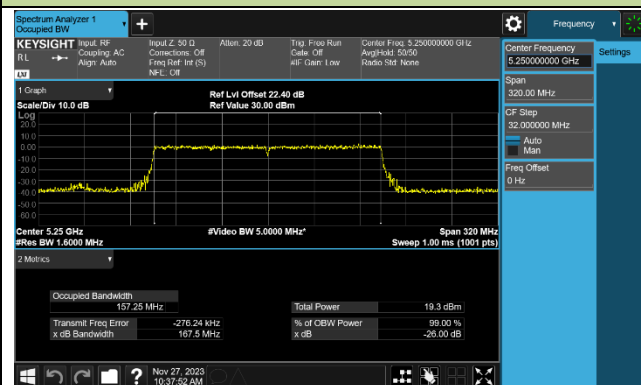 Spectrum Analyzer 1
Occupied BW
+
Frequency
KEYSIGHT
RL
LXI
Input: RF
Coupling: AC
Align: Auto
Input Z: 50 Ω
Corrections: Off
Freq Ref: Int (S)
NFE: Off
Atten: 20 dB
Trig: Free Run
Gate: Off
#IF Gain: Low
Center Freq: 5.250000000 GHz
Avg|Hold: 50/50
Radio Std: None
Center Frequency
5.250000000 GHz
Settings
Span
320.00 MHz
CF Step
32.000000 MHz
Auto
Man
Freq Offset
0 Hz
1 Graph
Scale/Div 10.0 dB
Ref Lvl Offset 22.40 dB
Ref Value 30.00 dBm
Log
20.0
10.0
0.00
-10.0
-20.0
-30.0
-40.0
-50.0
-60.0
Center 5.25 GHz
#Res BW 1.6000 MHz
#Video BW 5.0000 MHz*
Span 320 MHz
Sweep 1.00 ms (1001 pts)
2 Metrics
Occupied Bandwidth
157.25 MHz
Total Power 19.3 dBm
Transmit Freq Error -276.24 kHz
% of OBW Power 99.00 %
x dB Bandwidth 167.5 MHz
x dB -26.00 dB
?
Nov 27, 2023
10:37:52 AM